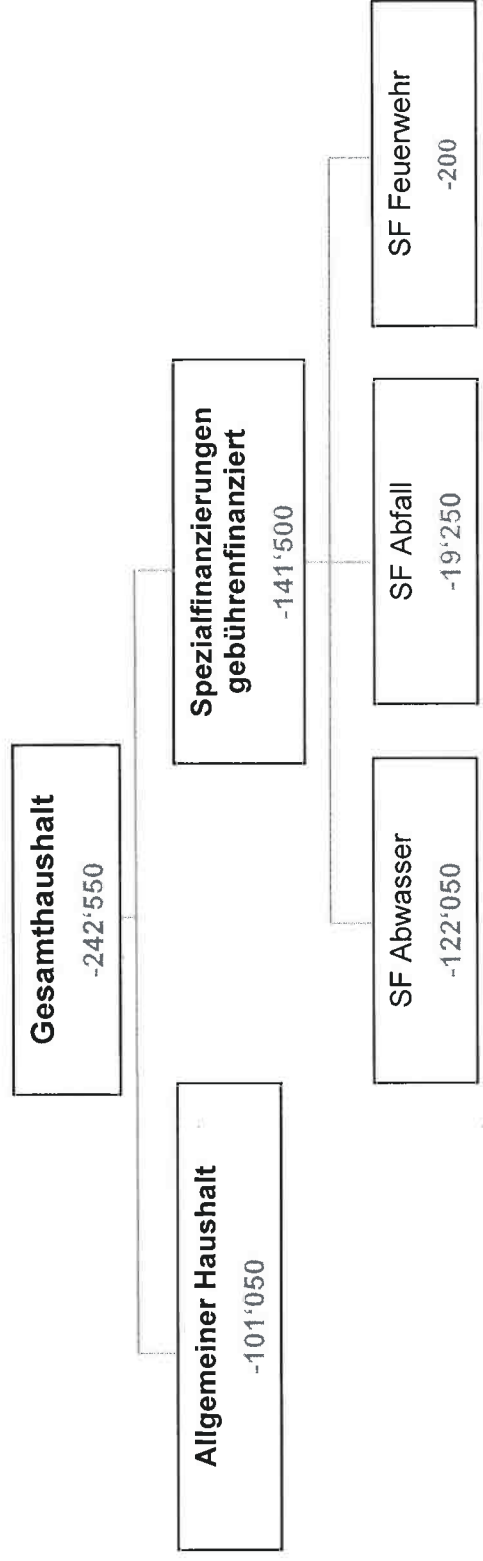 Gesamthaushalt
-242‘550
Allgemeiner Haushalt
-101‘050
Spezialfinanzierungen
gebührenfinanziert
-141‘500
SF Abwasser
-122‘050
SF Abfall
-19‘250
SF Feuerwehr
-200